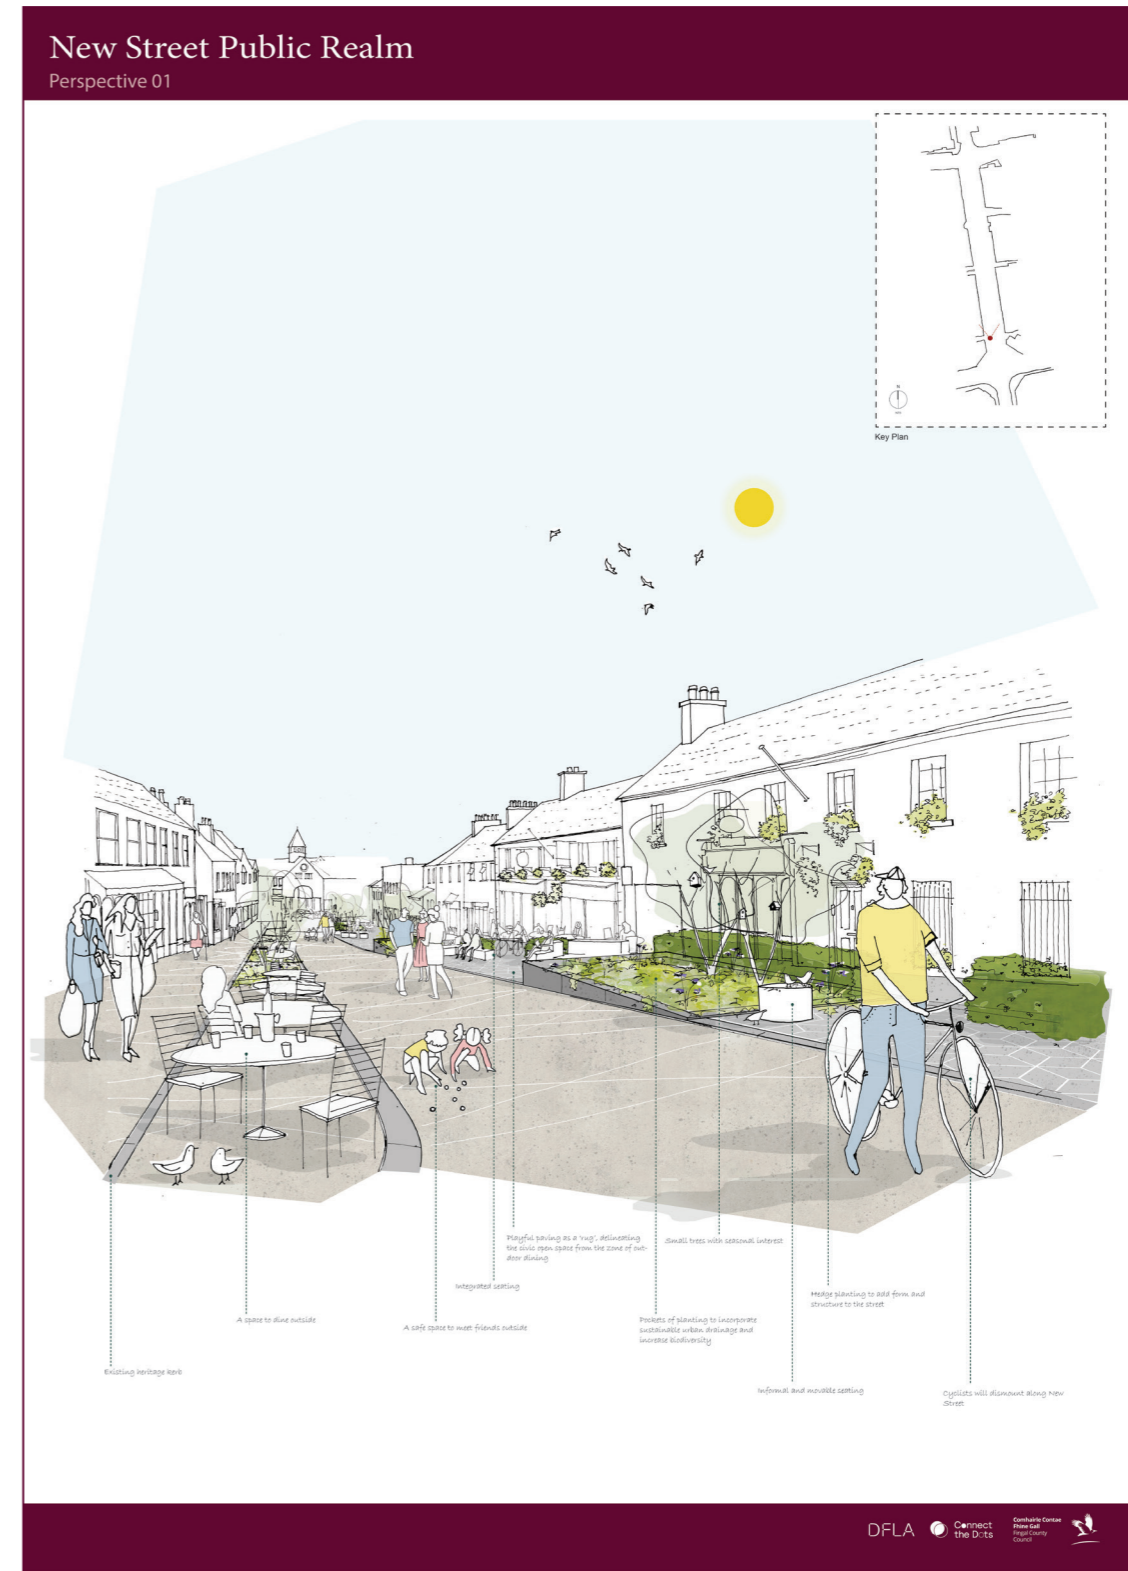 New Street Public Realm
Perspective 01
N
Key Plan
Playful paving as a 'rug', delineating
the civic open space from the zone of out-
door dining
Small trees with seasonal interest
Integrated seating
Hedge planting to add form and
structure to the street
A space to dine outside
A safe space to meet friends outside
Pockets of planting to incorporate
sustainable urban drainage and
increase biodiversity
Existing heritage kerb
Informal and movable seating
Cyclists will dismount along New
Street
DFLA
Connect
the Dots
Comhairle Contae
Fhine Gall
Fingal County
Council